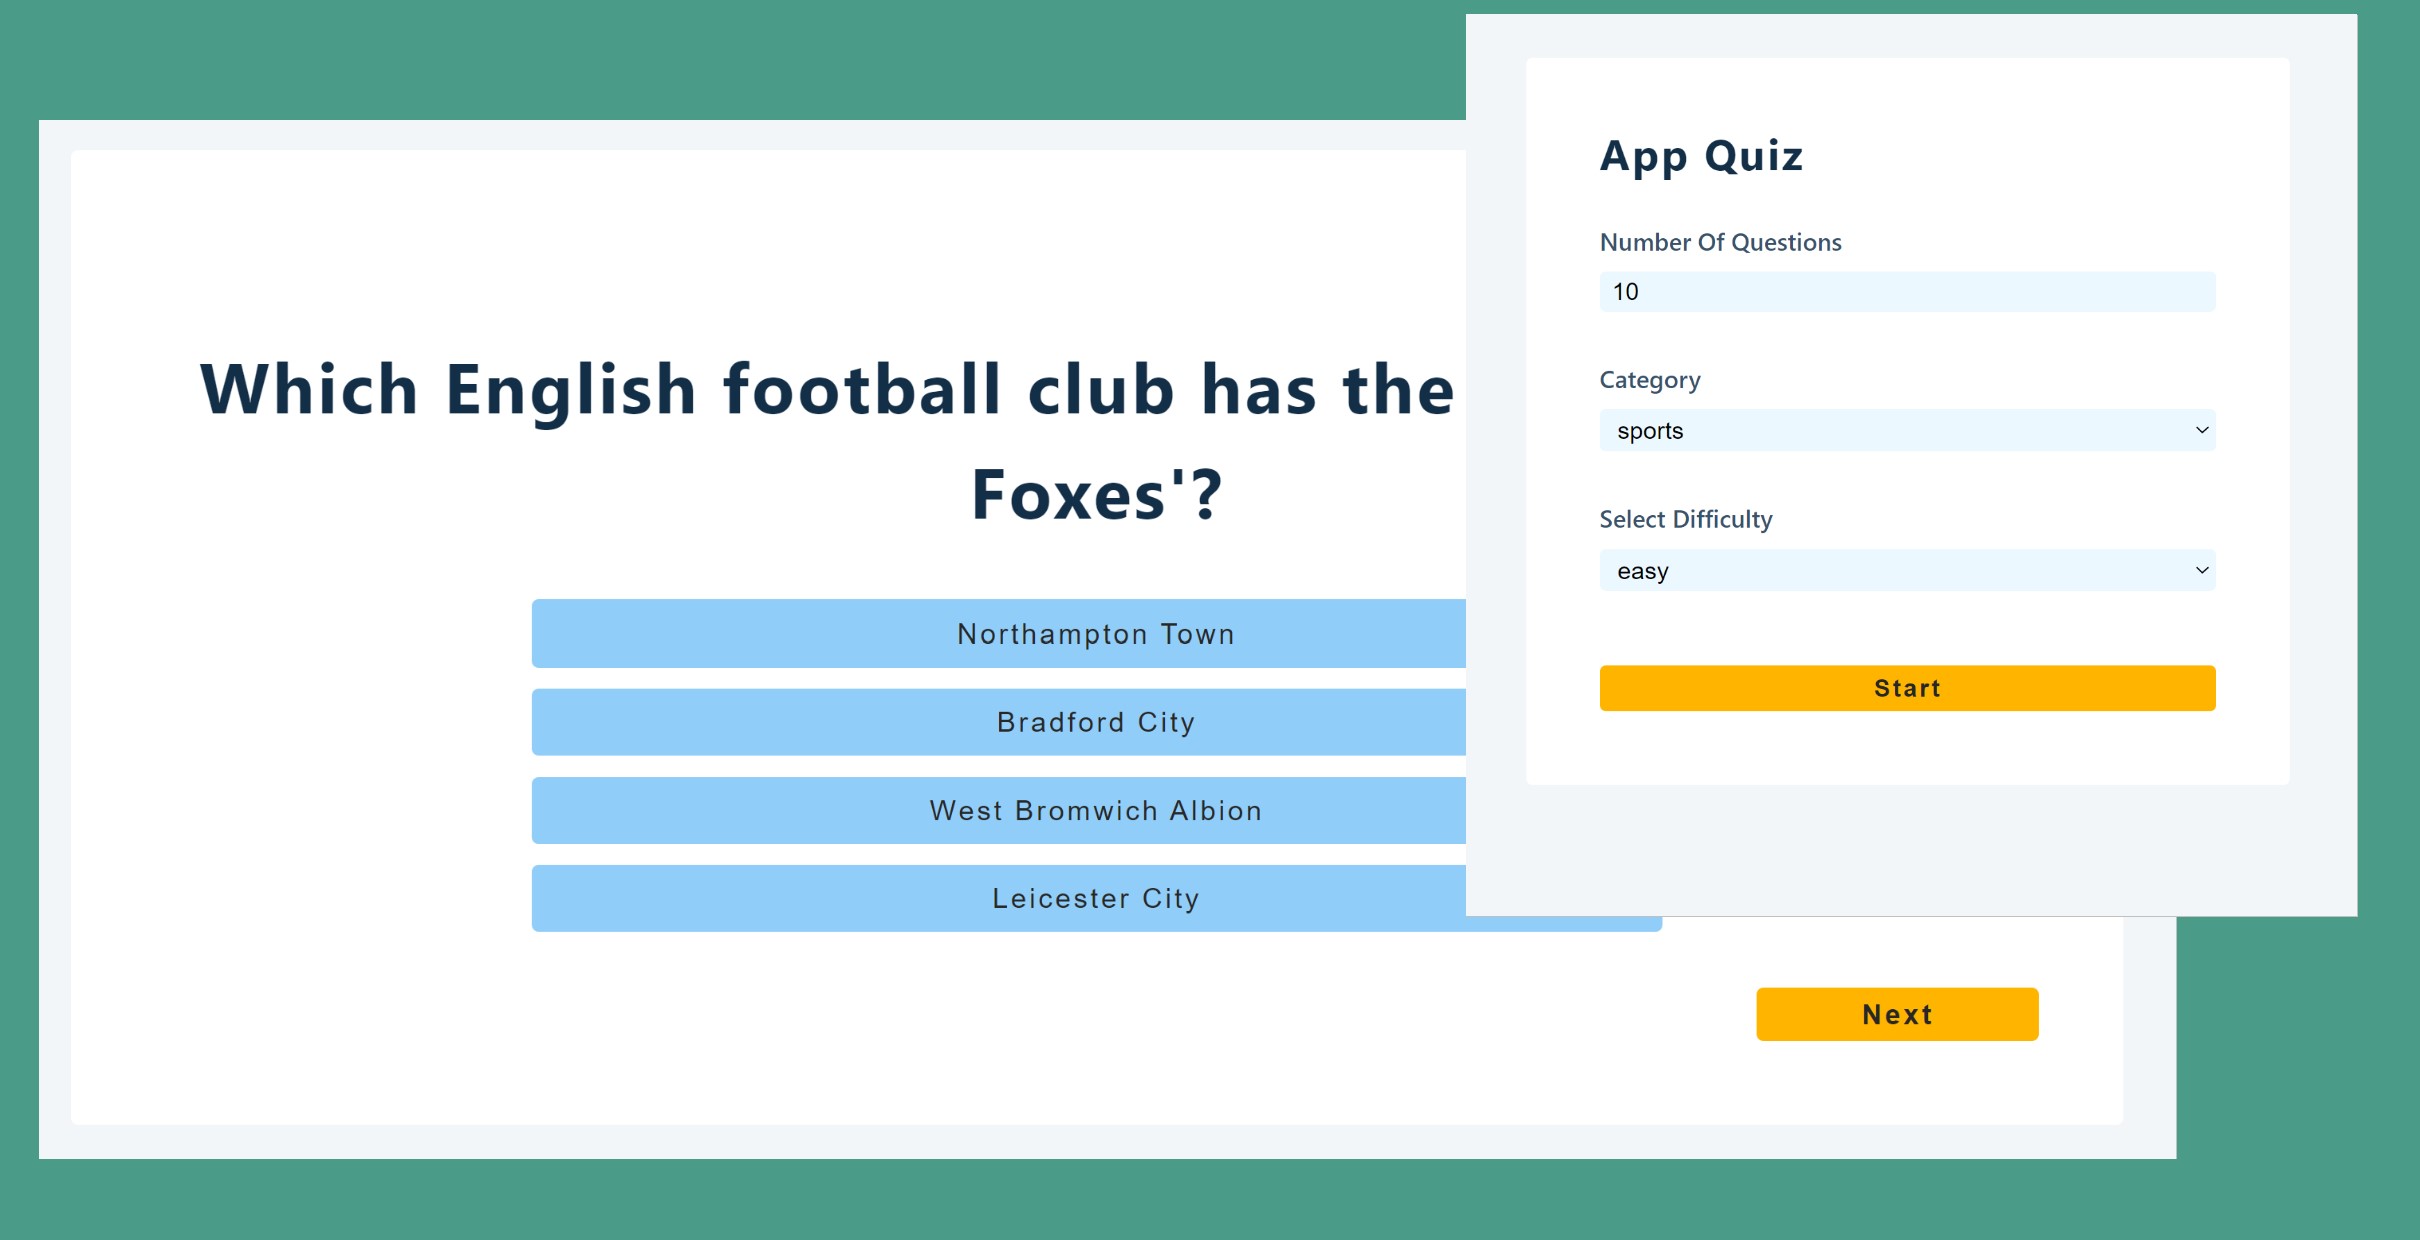 Which English football club has the
Foxes'?
Northampton Town
Bradford City
West Bromwich Albion
Leicester City
Next
App Quiz
Number Of Questions
10
Category
sports
Select Difficulty
easy
Start